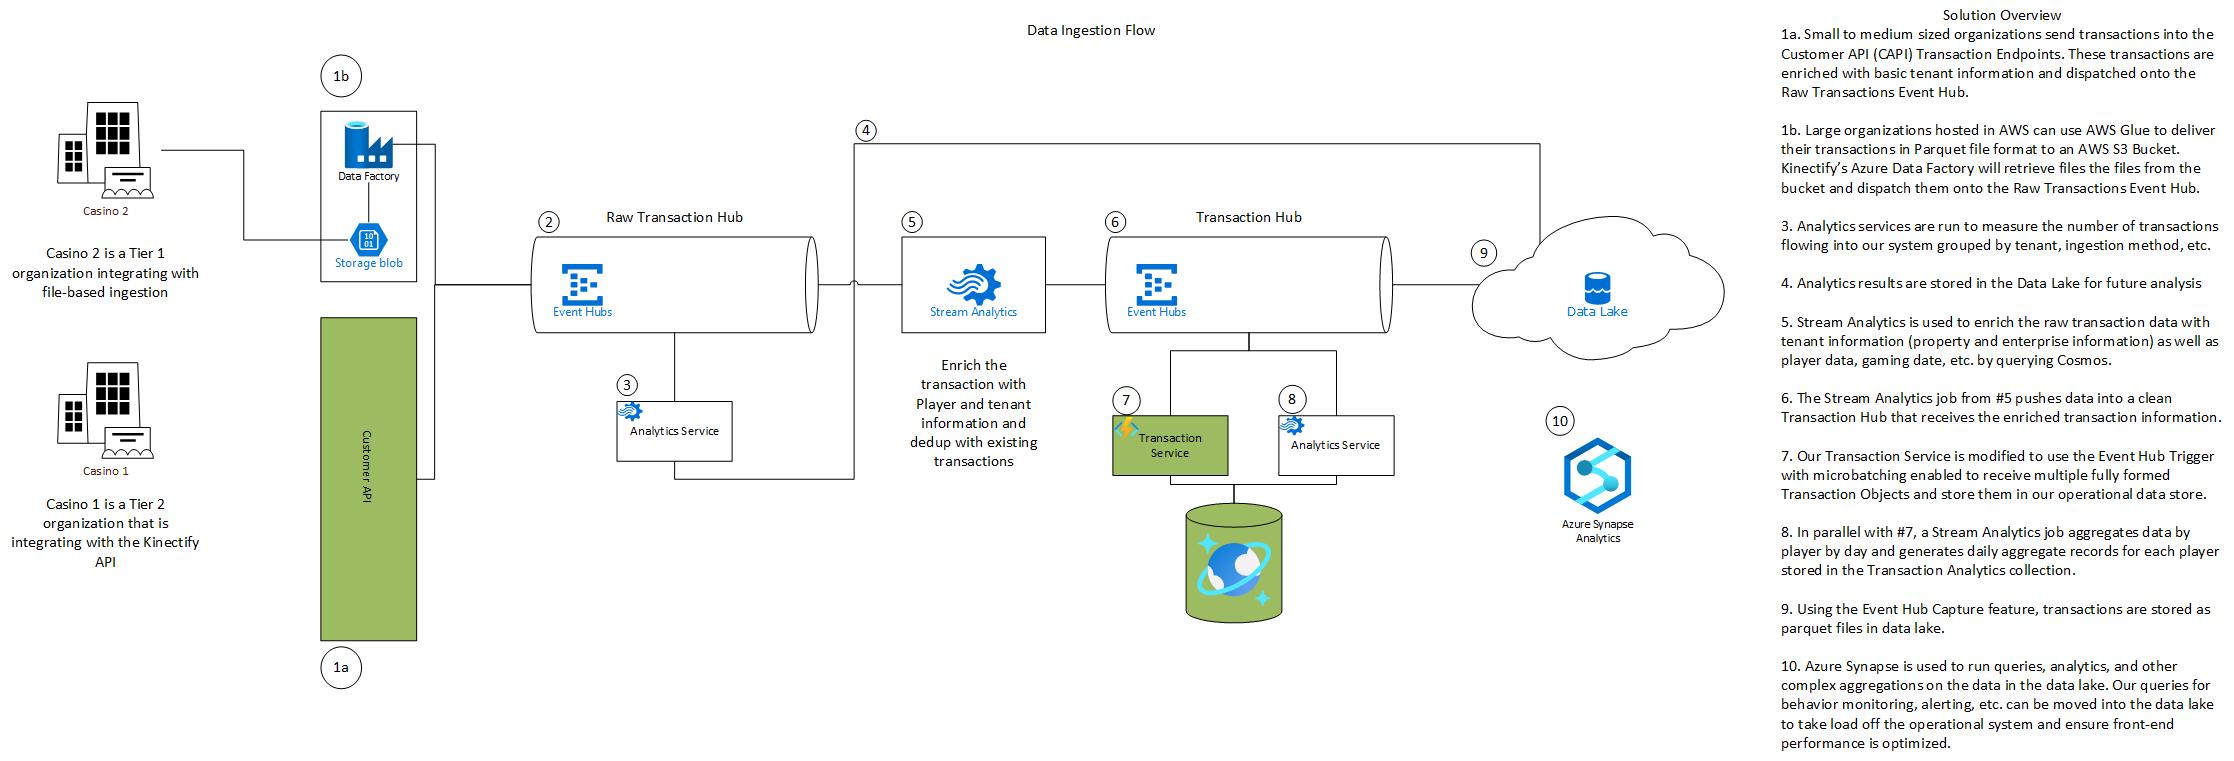 Data Ingestion Flow
1b
Data Factory
Storage blob
Casino 2
Casino 2 is a Tier 1
organization integrating with
file-based ingestion
Casino 1
Casino 1 is a Tier 2
organization that is
integrating with the Kinectify
API
Customer API
1a
2
Raw Transaction Hub
Event Hubs
3
Analytics Service
4
5
Stream Analytics
Enrich the
transaction with
Player and tenant
information and
dedup with existing
transactions
6
Transaction Hub
Event Hubs
7
Transaction
Service
8
Analytics Service
10
01
9
Data Lake
10
Azure Synapse
Analytics
Solution Overview
1a. Small to medium sized organizations send transactions into the
Customer API (CAPI) Transaction Endpoints. These transactions are
enriched with basic tenant information and dispatched onto the
Raw Transactions Event Hub.
1b. Large organizations hosted in AWS can use AWS Glue to deliver
their transactions in Parquet file format to an AWS S3 Bucket.
Kinectify’s Azure Data Factory will retrieve files the files from the
bucket and dispatch them onto the Raw Transactions Event Hub.
3. Analytics services are run to measure the number of transactions
flowing into our system grouped by tenant, ingestion method, etc.
4. Analytics results are stored in the Data Lake for future analysis
5. Stream Analytics is used to enrich the raw transaction data with
tenant information (property and enterprise information) as well as
player data, gaming date, etc. by querying Cosmos.
6. The Stream Analytics job from #5 pushes data into a clean
Transaction Hub that receives the enriched transaction information.
7. Our Transaction Service is modified to use the Event Hub Trigger
with microbatching enabled to receive multiple fully formed
Transaction Objects and store them in our operational data store.
8. In parallel with #7, a Stream Analytics job aggregates data by
player by day and generates daily aggregate records for each player
stored in the Transaction Analytics collection.
9. Using the Event Hub Capture feature, transactions are stored as
parquet files in data lake.
10. Azure Synapse is used to run queries, analytics, and other
complex aggregations on the data in the data lake. Our queries for
behavior monitoring, alerting, etc. can be moved into the data lake
to take load off the operational system and ensure front-end
performance is optimized.